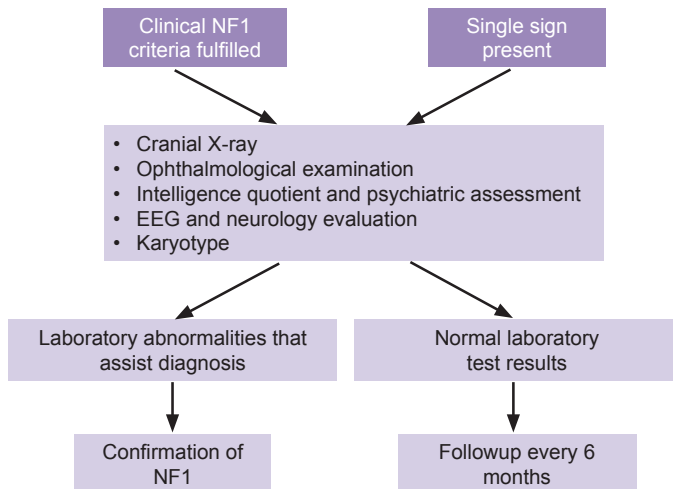 Clinical NF1
criteria fulfilled
Single sign
present
• Cranial X-ray
• Ophthalmological examination
• Intelligence quotient and psychiatric assessment
• EEG and neurology evaluation
• Karyotype
Laboratory abnormalities that
assist diagnosis
Normal laboratory
test results
Confirmation of
NF1
Followup every 6
months